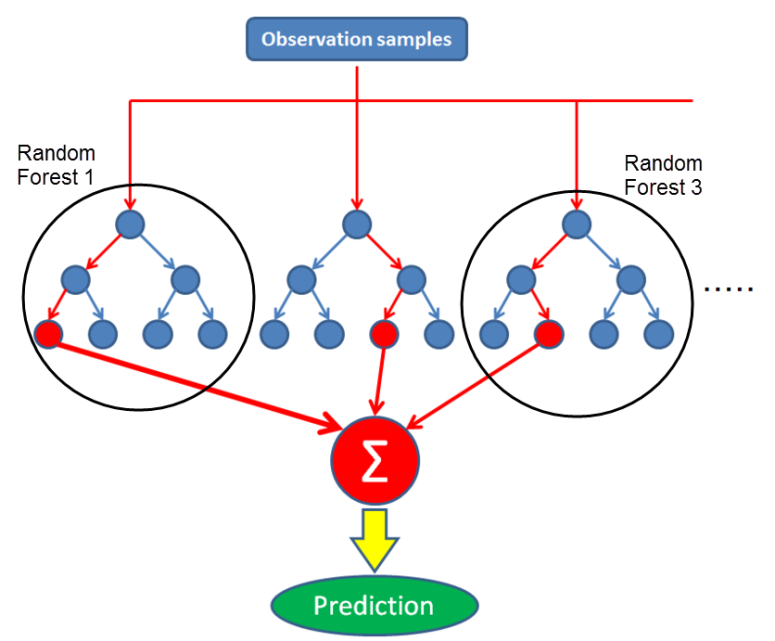 Observation samples
Random
Forest 1
Random
Forest 3
.....
Σ
Prediction